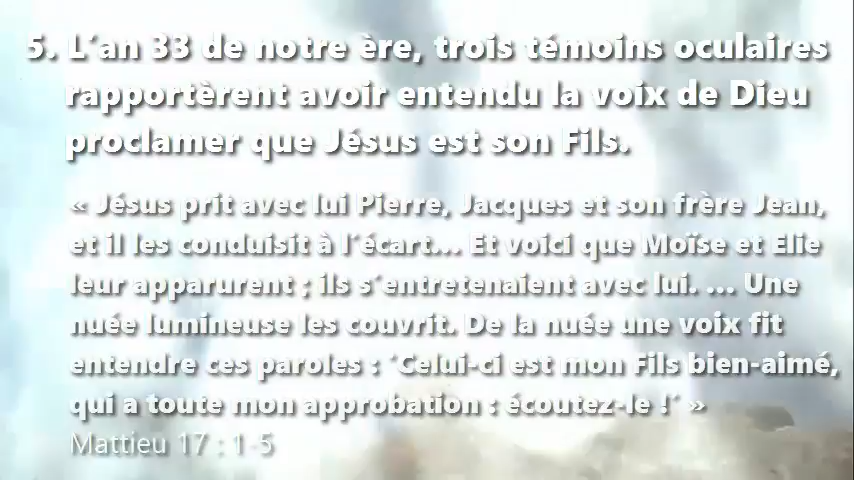 5. L'an 33 de notre ère, trois témoins oculaires
rapportèrent avoir entendu la voix de Dieu
proclamer que Jésus est son Fils.
« Jésus prit avec lui Pierre, Jacques et son frère Jean,
et il les conduisit à l'écart... Et voici que Moïse et Elie
leur apparurent ; ils s'entretenaient avec lui. ... Une
nuée lumineuse les couvrit. De la nuée une voix fit
entendre ces paroles : 'Celui-ci est mon Fils bien-aimé,
qui a toute mon approbation : écoutez-le !' »
Mattieu 17 : 1-5